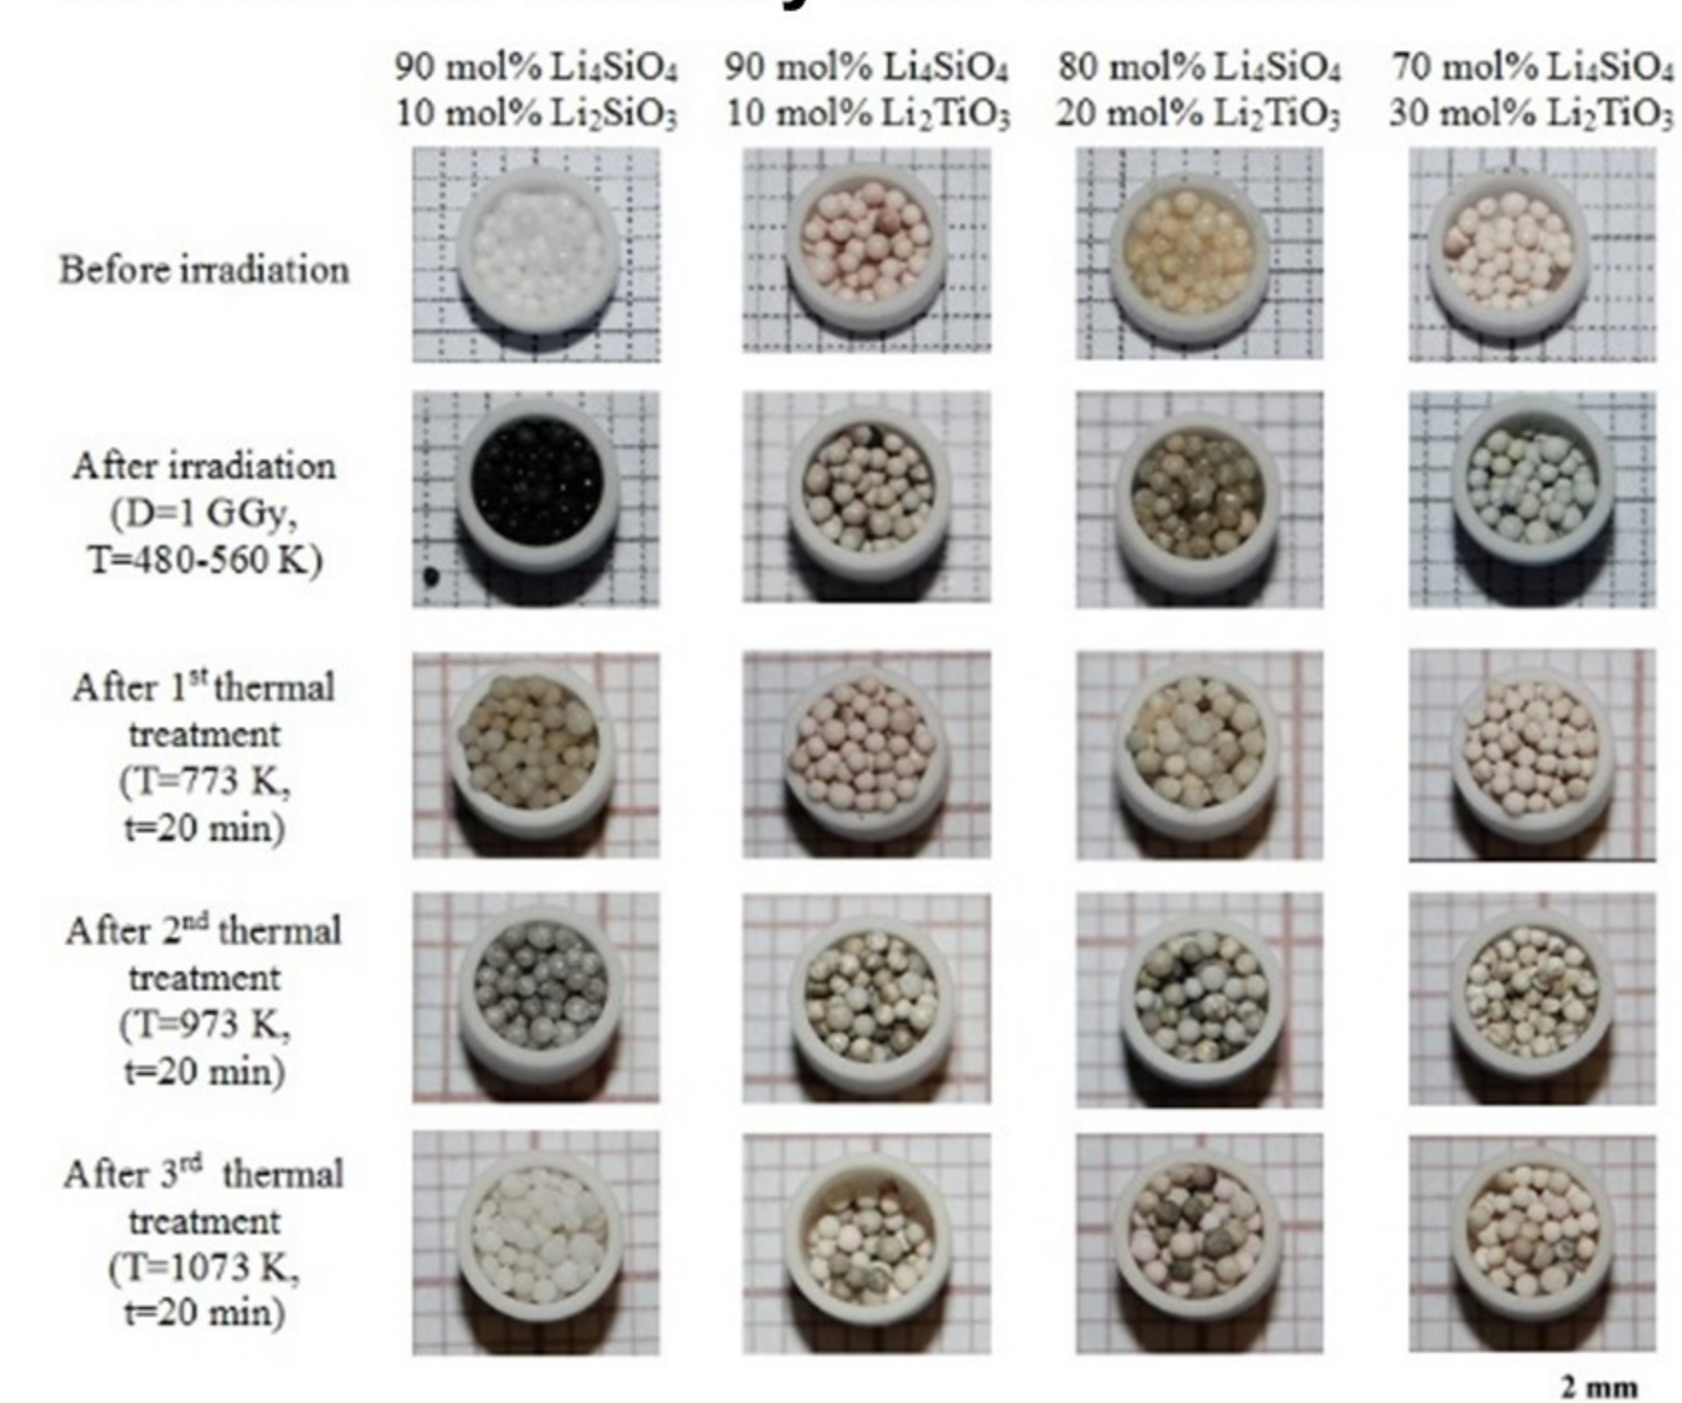 90 mol% Li₄SiO₄
10 mol% Li₂SiO₃
90 mol% Li₄SiO₄
10 mol% Li₂TiO₃
80 mol% Li₄SiO₄
20 mol% Li₂TiO₃
70 mol% Li₄SiO₄
30 mol% Li₂TiO₃
Before irradiation
After irradiation
(D=1 GGy,
T=480-560 K)
After 1ˢᵗ thermal
treatment
(T=773 K,
t=20 min)
After 2ⁿᵈ thermal
treatment
(T=973 K,
t=20 min)
After 3ʳᵈ thermal
treatment
(T=1073 K,
t=20 min)
2 mm